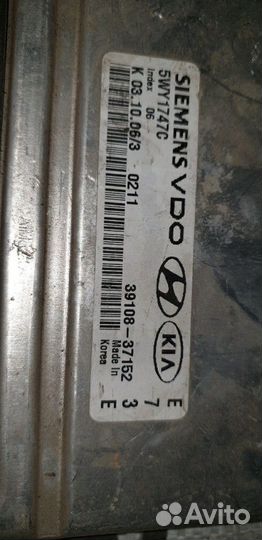 SIEMENS VDO KIA E
5WY1747C 7
Index 06
K 03.10.06/3 0211 39108-37152 3 E
Made In
Korea
Avito